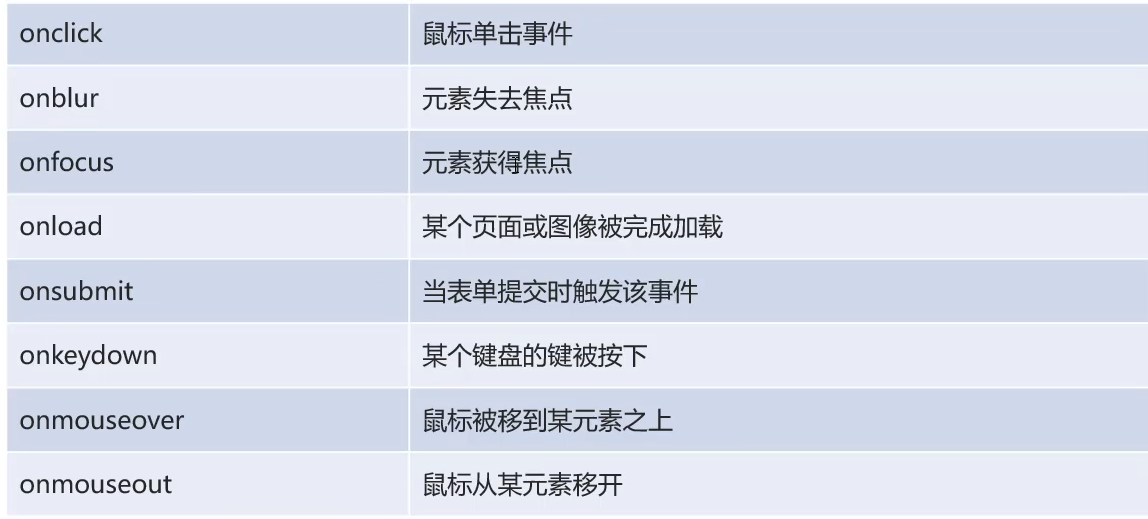 onclick 鼠标单击事件
onblur 元素失去焦点
onfocus 元素获得焦点
onload 某个页面或图像被完成加载
onsubmit 当表单提交时触发该事件
onkeydown 某个键盘的键被按下
onmouseover 鼠标被移到某元素之上
onmouseout 鼠标从某元素移开